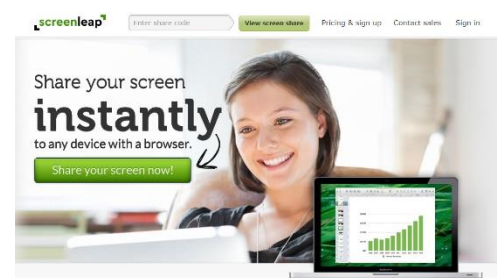 screenleap
Enter share code
View screen share
Pricing & sign up
Contact sales
Sign in
Share your screen
instantly
to any device with a browser.
Share your screen now!